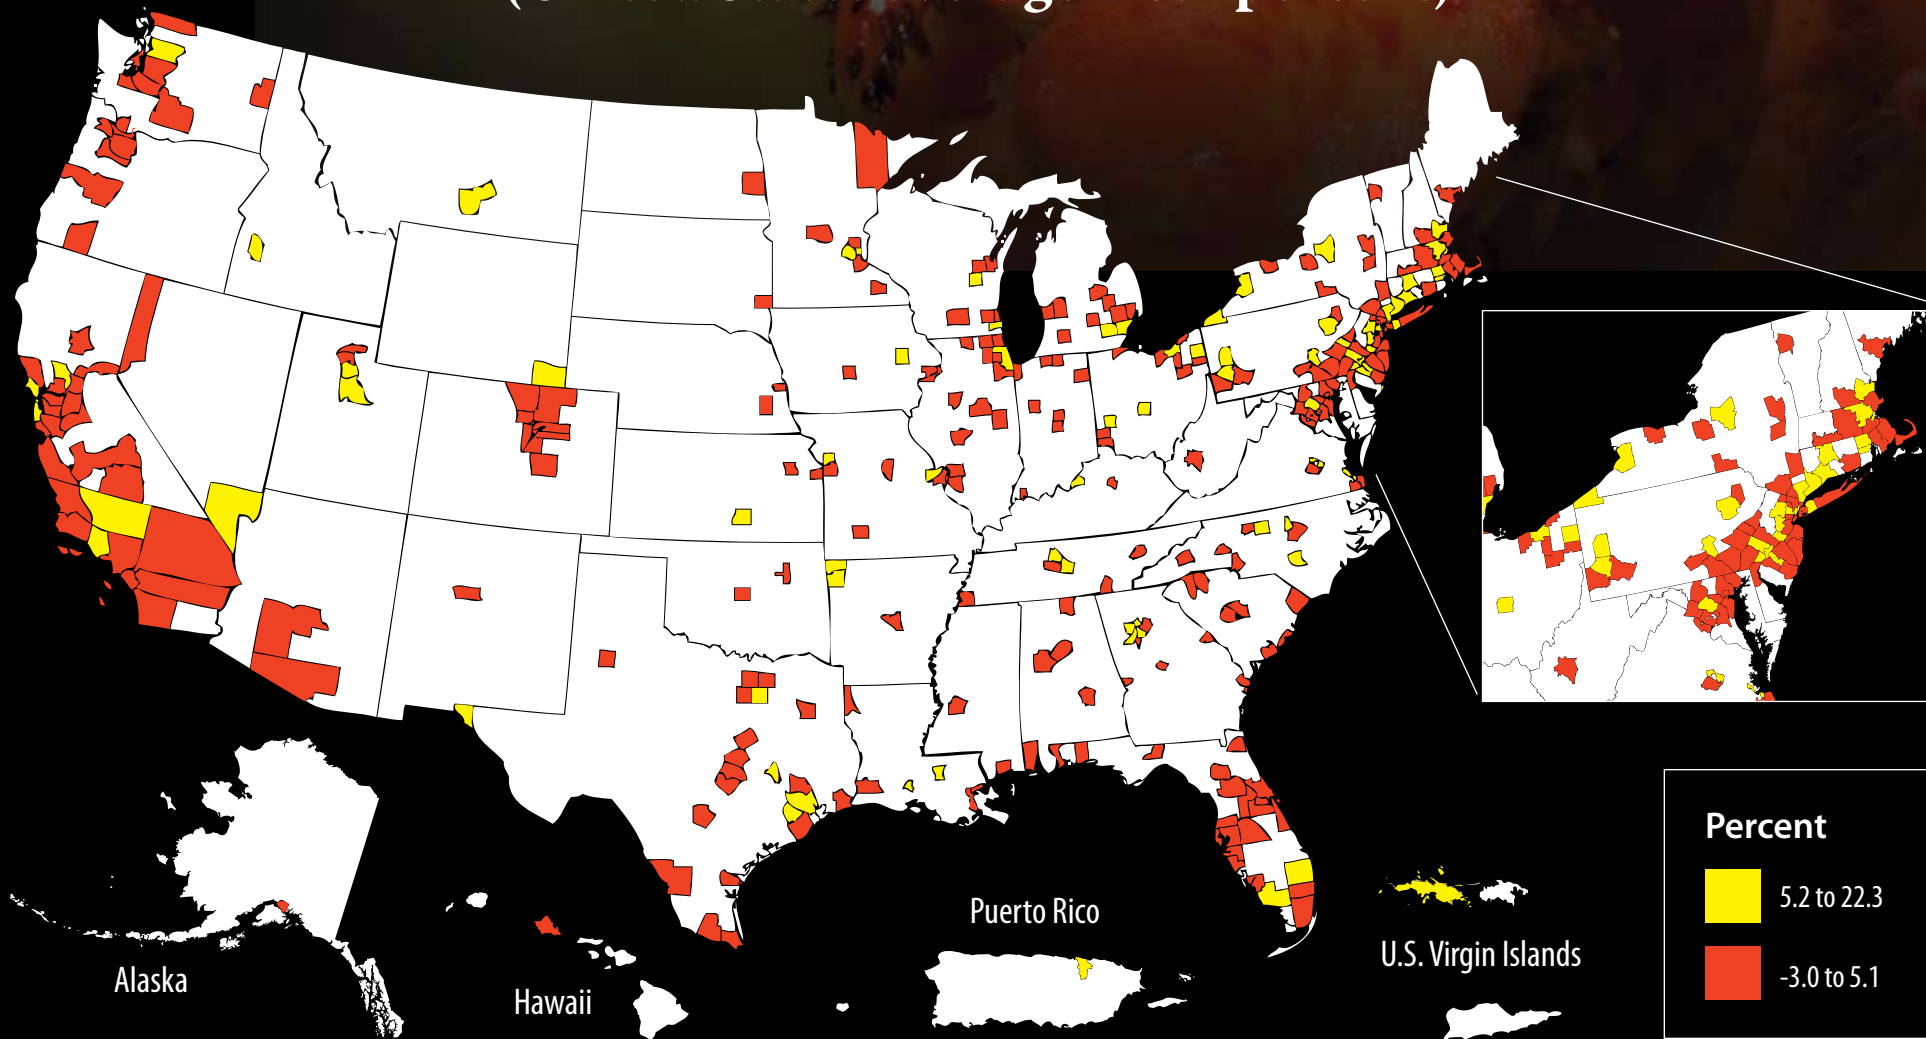 Puerto Rico
U.S. Virgin Islands
Alaska
Hawaii
Percent
5.2 to 22.3
-3.0 to 5.1